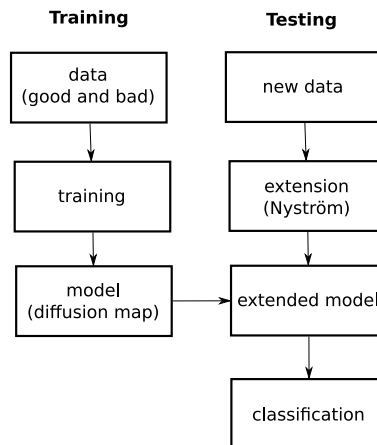 Training
data
(good and bad)
training
model
(diffusion map)
Testing
new data
extension
(Nyström)
extended model
classification